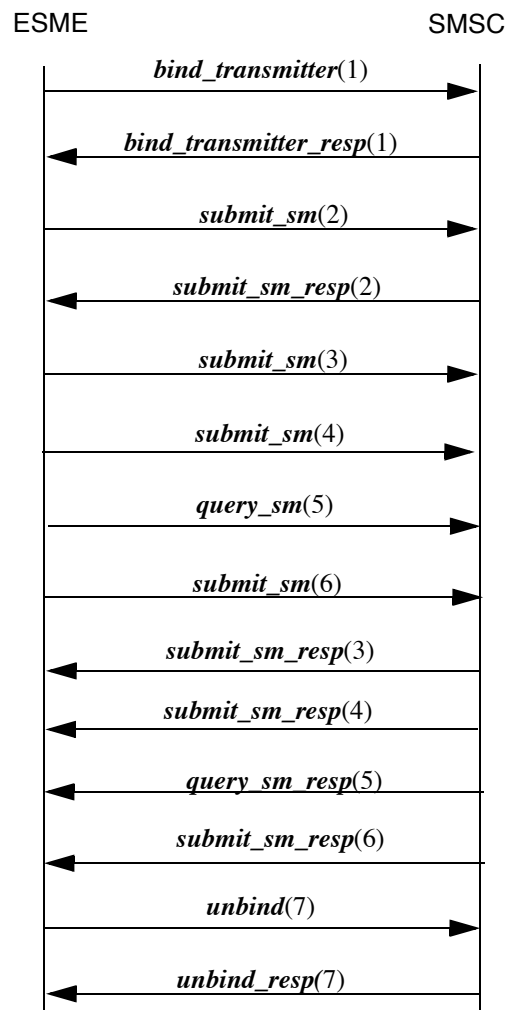 ESME SMSC
bind_transmitter(1)
bind_transmitter_resp(1)
submit_sm(2)
submit_sm_resp(2)
submit_sm(3)
submit_sm(4)
query_sm(5)
submit_sm(6)
submit_sm_resp(3)
submit_sm_resp(4)
query_sm_resp(5)
submit_sm_resp(6)
unbind(7)
unbind_resp(7)